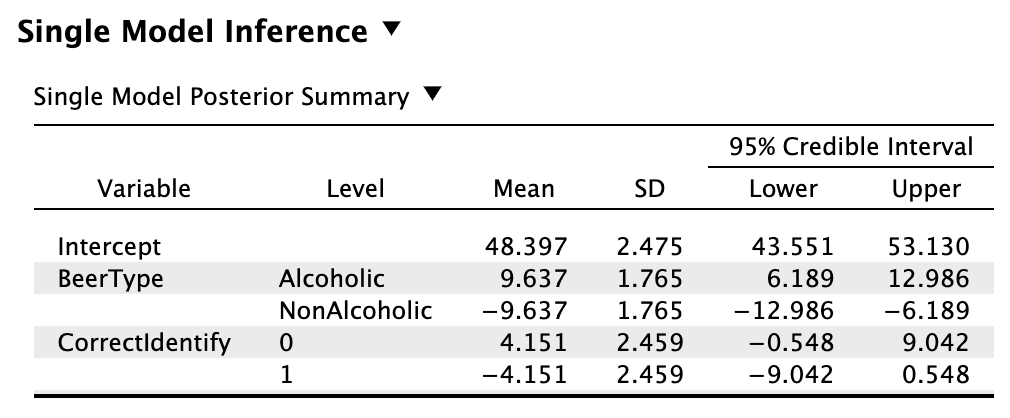 Single Model Inference ▼
Single Model Posterior Summary ▼
95% Credible Interval
Variable Level Mean SD Lower Upper
Intercept 48.397 2.475 43.551 53.130
BeerType Alcoholic 9.637 1.765 6.189 12.986
NonAlcoholic −9.637 1.765 −12.986 −6.189
CorrectIdentify 0 4.151 2.459 −0.548 9.042
1 −4.151 2.459 −9.042 0.548